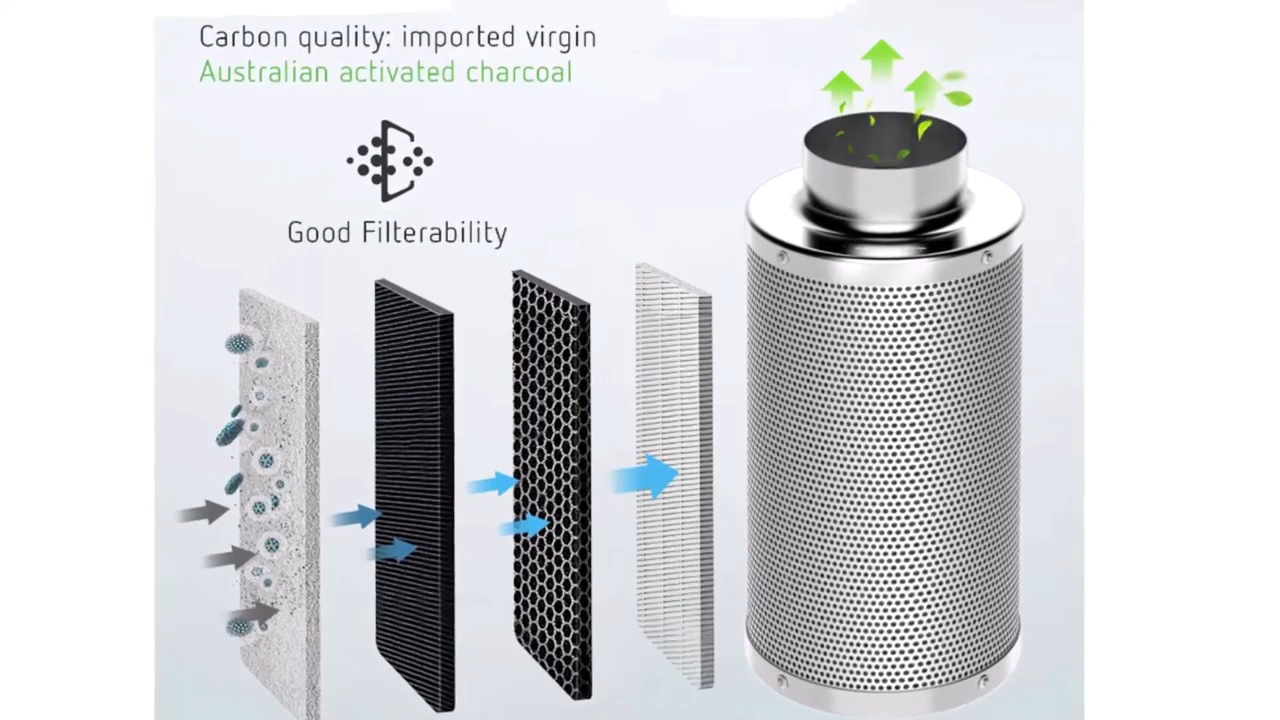 Carbon quality: imported virgin
Australian activated charcoal
Good Filterability